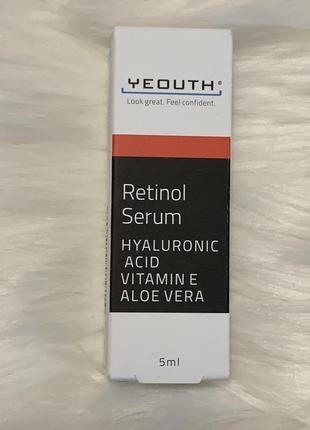 YEOUTH
Look great. Feel confident.
Retinol
Serum
HYALURONIC
ACID
VITAMIN E
ALOE VERA
5ml